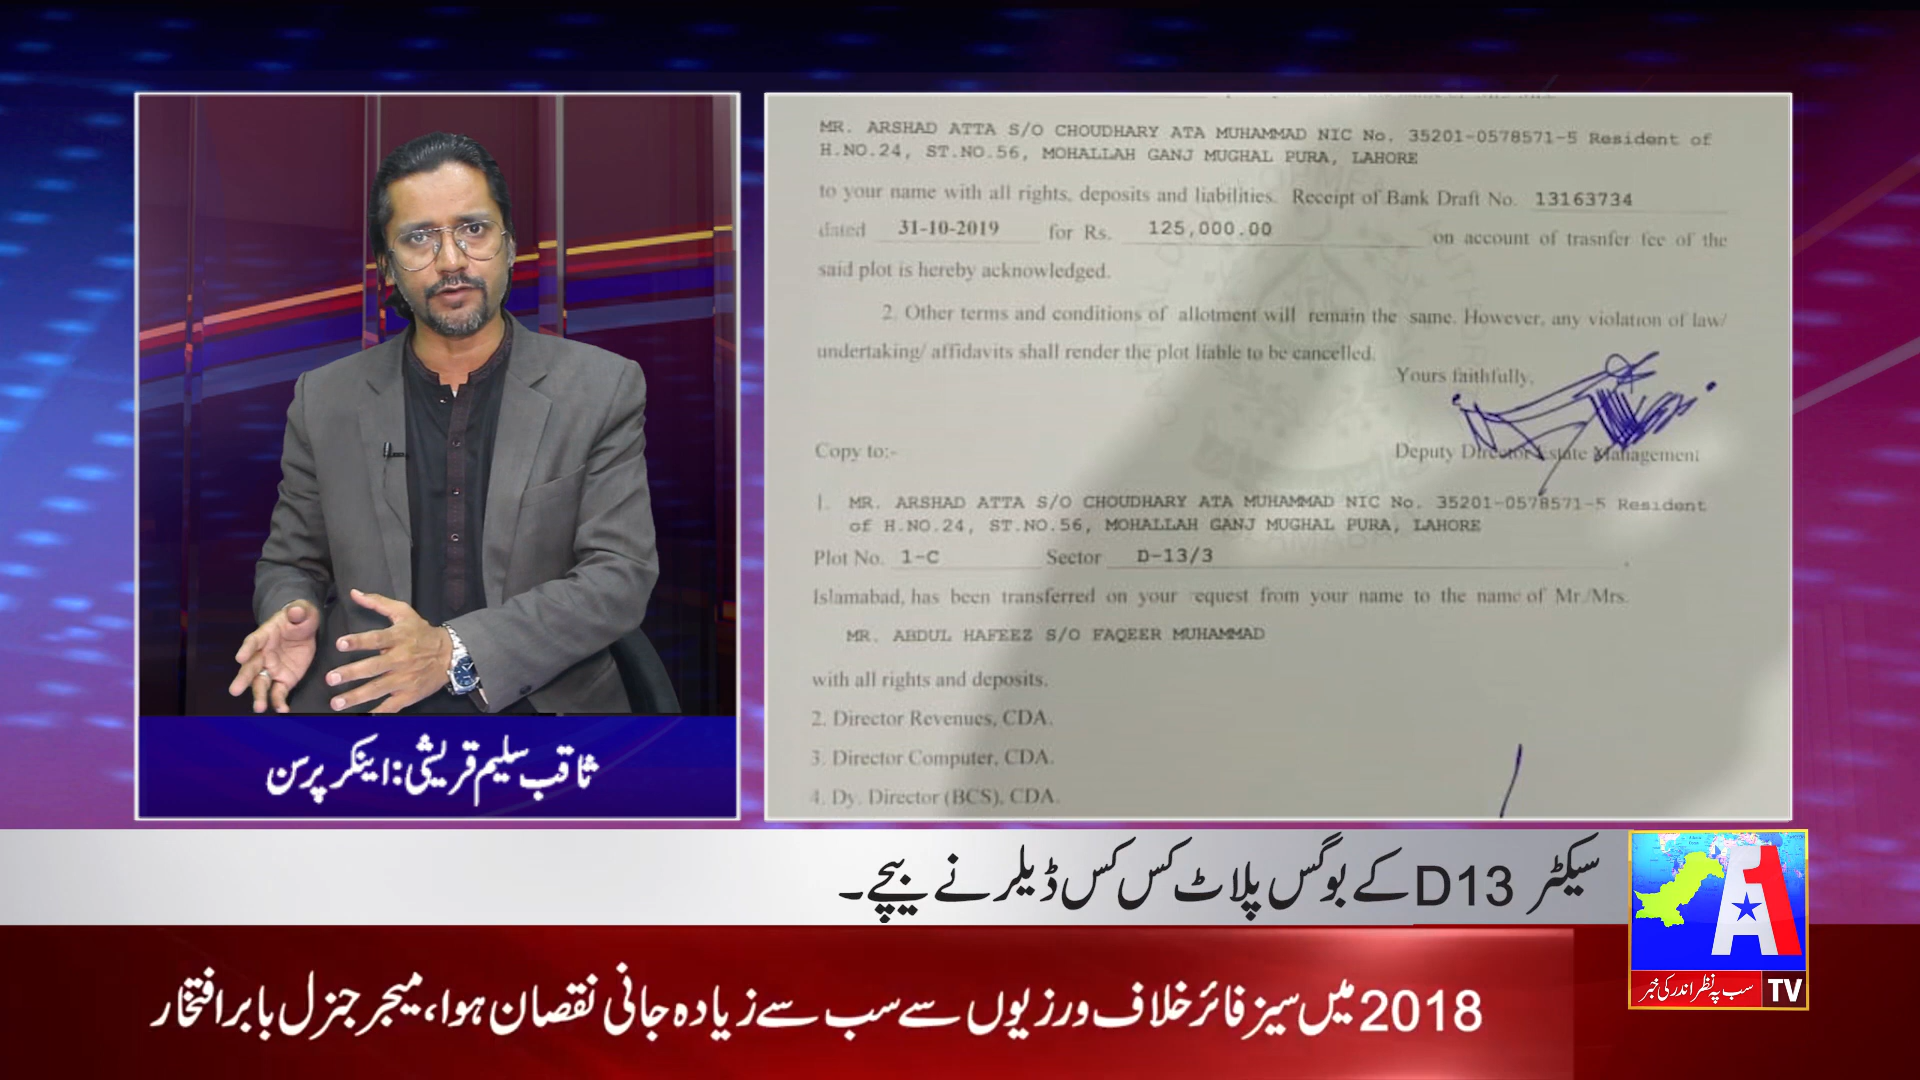 MR. ARSHAD ATTA S/O CHOUDHARY ATA MUHAMMAD NIC No. 35201-0578571-5 Resident of
H.NO.24, ST.NO.56, MOHALLAH GANJ MUGHAL PURA, LAHORE
to your name with all rights, deposits and liabilities. Receipt of Bank Draft No. 13163734
dated 31-10-2019 for Rs. 125,000.00 on account of trasnfer fee of the
said plot is hereby acknowledged.
2. Other terms and conditions of allotment will remain the same. However, any violation of law/
undertaking/ affidavits shall render the plot liable to be cancelled.
Yours faithfully,
Deputy Director Estate Management
Copy to:-
1. MR. ARSHAD ATTA S/O CHOUDHARY ATA MUHAMMAD NIC No. 35201-0578571-5 Resident
of H.NO.24, ST.NO.56, MOHALLAH GANJ MUGHAL PURA, LAHORE
Plot No. 1-C Sector D-13/3
Islamabad, has been transferred on your request from your name to the name of Mr./Mrs.
MR. ABDUL HAFEEZ S/O FAQEER MUHAMMAD
with all rights and deposits.
2. Director Revenues, CDA.
3. Director Computer, CDA.
4. Dy. Director (BCS), CDA.
ثاقب سلیم قریشی: اینکر پرسن
سیکٹر D13 کے بوگس پلاٹ کس کس ڈیلر نے بیچے۔
A1
سب پہ نظر اندر کی خبر TV
2018 میں سیز فائر خلاف ورزیوں سے سب سے زیادہ جانی نقصان ہوا، میجر جنرل بابر افتخار